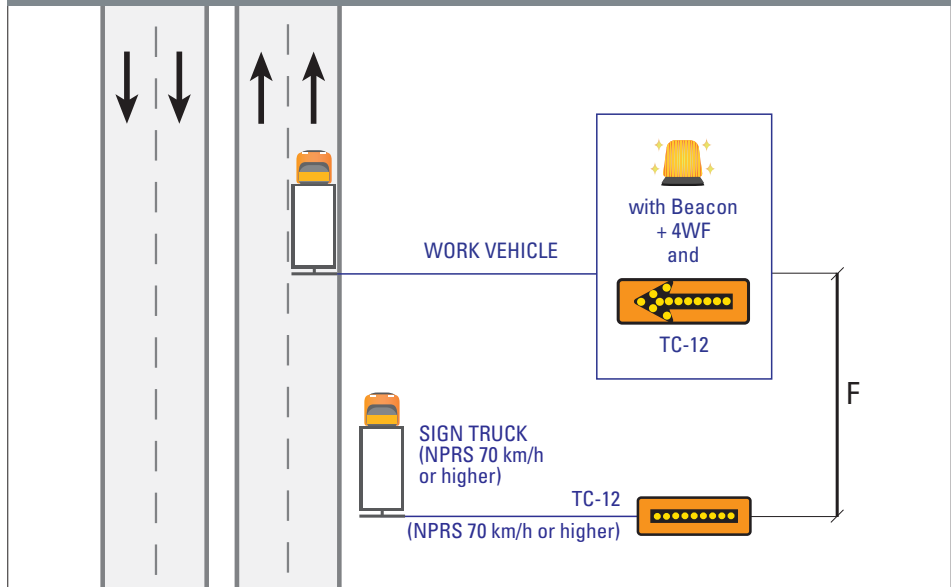 with Beacon
+ 4WF
and
WORK VEHICLE
TC-12
F
SIGN TRUCK
(NPRS 70 km/h
or higher)
TC-12
(NPRS 70 km/h or higher)